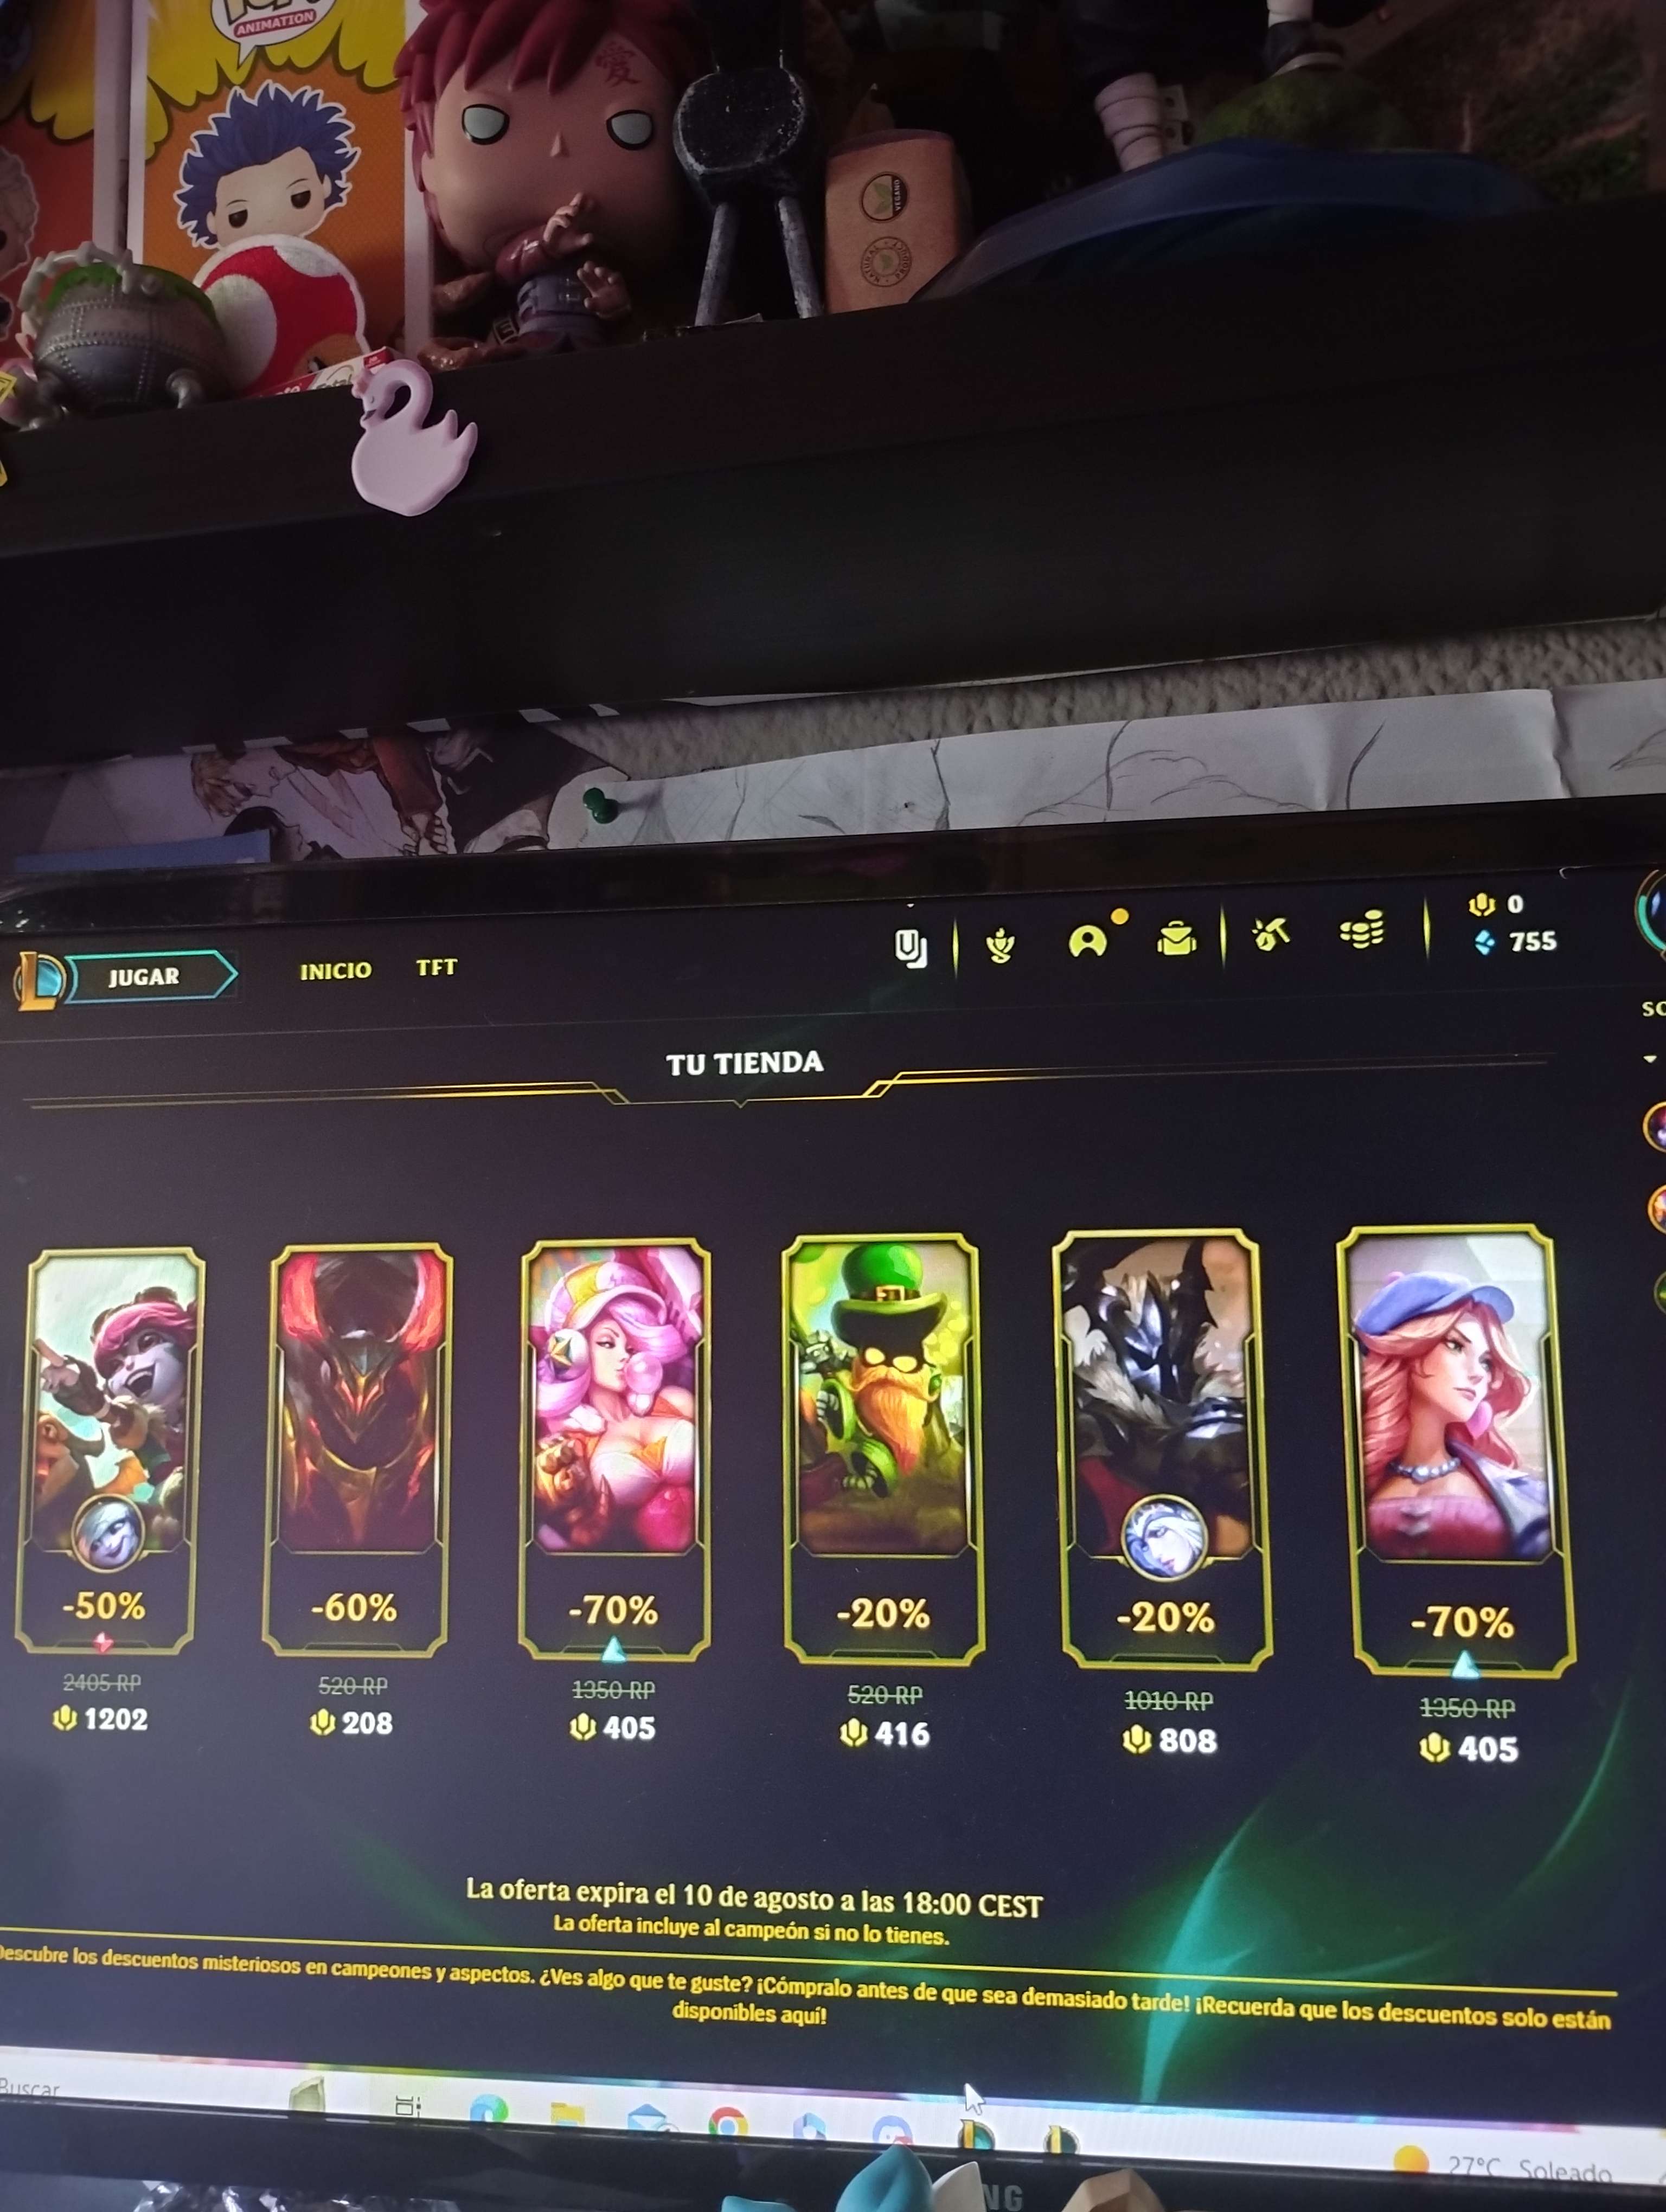 ANIMATION
愛
VEGANO
NATURAL
JUGAR
INICIO
TFT
0
755
TU TIENDA
-50%
-60%
-70%
-20%
-20%
-70%
2405 RP
520 RP
1350 RP
520 RP
1010 RP
1350 RP
1202
208
405
416
808
405
La oferta expira el 10 de agosto a las 18:00 CEST
La oferta incluye al campeón si no lo tienes.
Descubre los descuentos misteriosos en campeones y aspectos. ¿Ves algo que te guste? ¡Cómpralo antes de que sea demasiado tarde! ¡Recuerda que los descuentos solo están
disponibles aquí!
Buscar
27°C Soleado